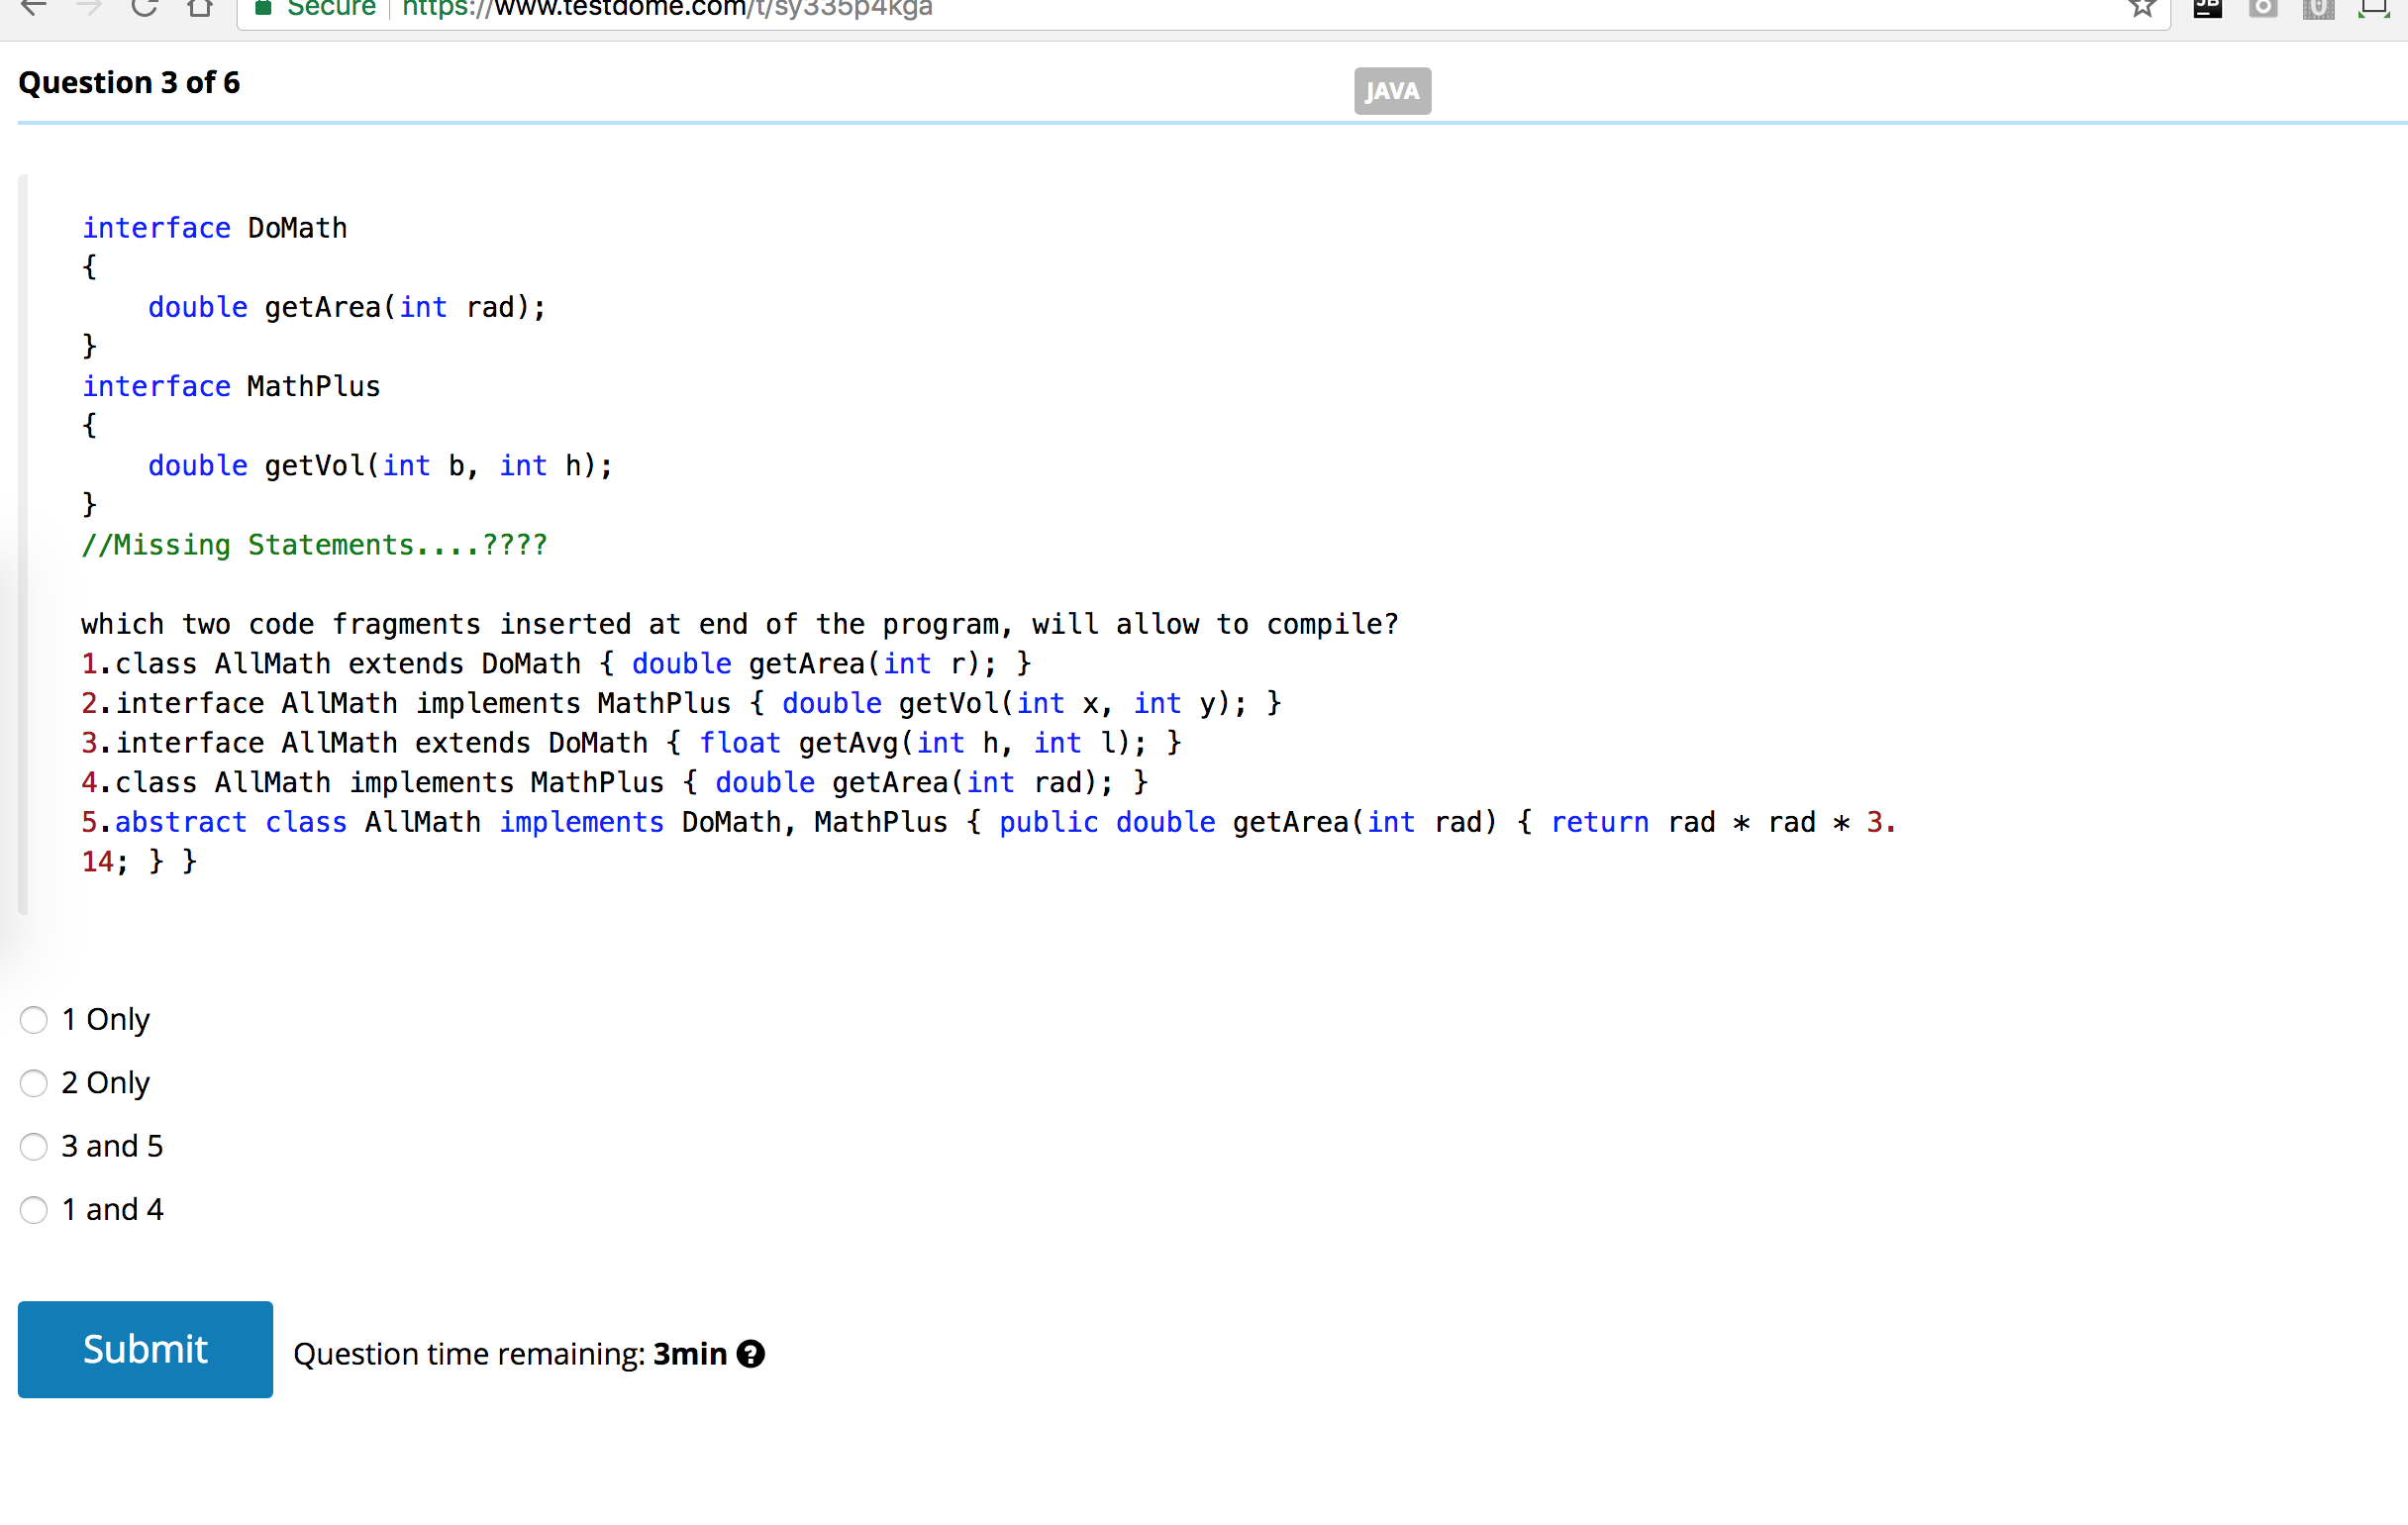 Secure https://www.testdome.com/t/sy335p4kga
Question 3 of 6
JAVA
interface DoMath
{
    double getArea(int rad);
}
interface MathPlus
{
    double getVol(int b, int h);
}
//Missing Statements....????
which two code fragments inserted at end of the program, will allow to compile?
1.class AllMath extends DoMath { double getArea(int r); }
2.interface AllMath implements MathPlus { double getVol(int x, int y); }
3.interface AllMath extends DoMath { float getAvg(int h, int l); }
4.class AllMath implements MathPlus { double getArea(int rad); }
5.abstract class AllMath implements DoMath, MathPlus { public double getArea(int rad) { return rad * rad * 3.
14; } }
1 Only
2 Only
3 and 5
1 and 4
Submit
Question time remaining: 3min ?